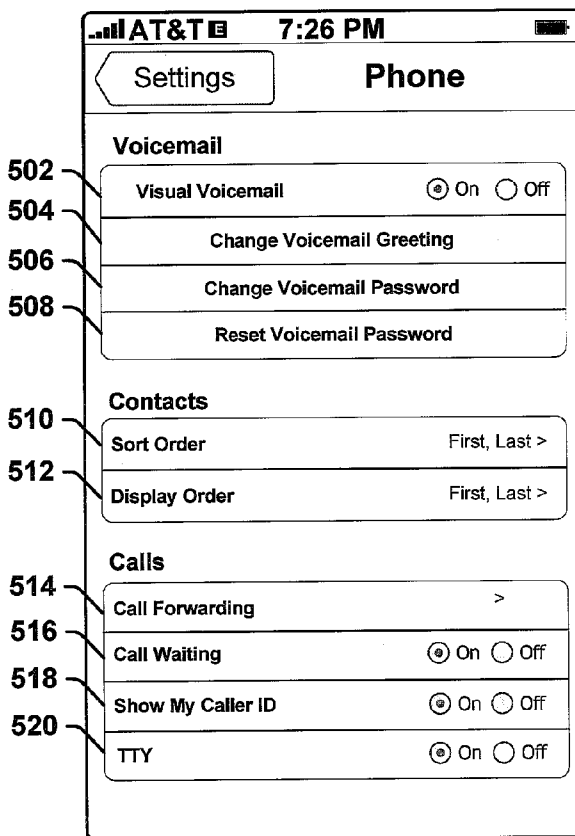 AT&T E 7:26 PM
Settings Phone
Voicemail
502 Visual Voicemail On Off
504 Change Voicemail Greeting
506 Change Voicemail Password
508 Reset Voicemail Password
Contacts
510 Sort Order First, Last >
512 Display Order First, Last >
Calls
514 Call Forwarding >
516 Call Waiting On Off
518 Show My Caller ID On Off
520 TTY On Off